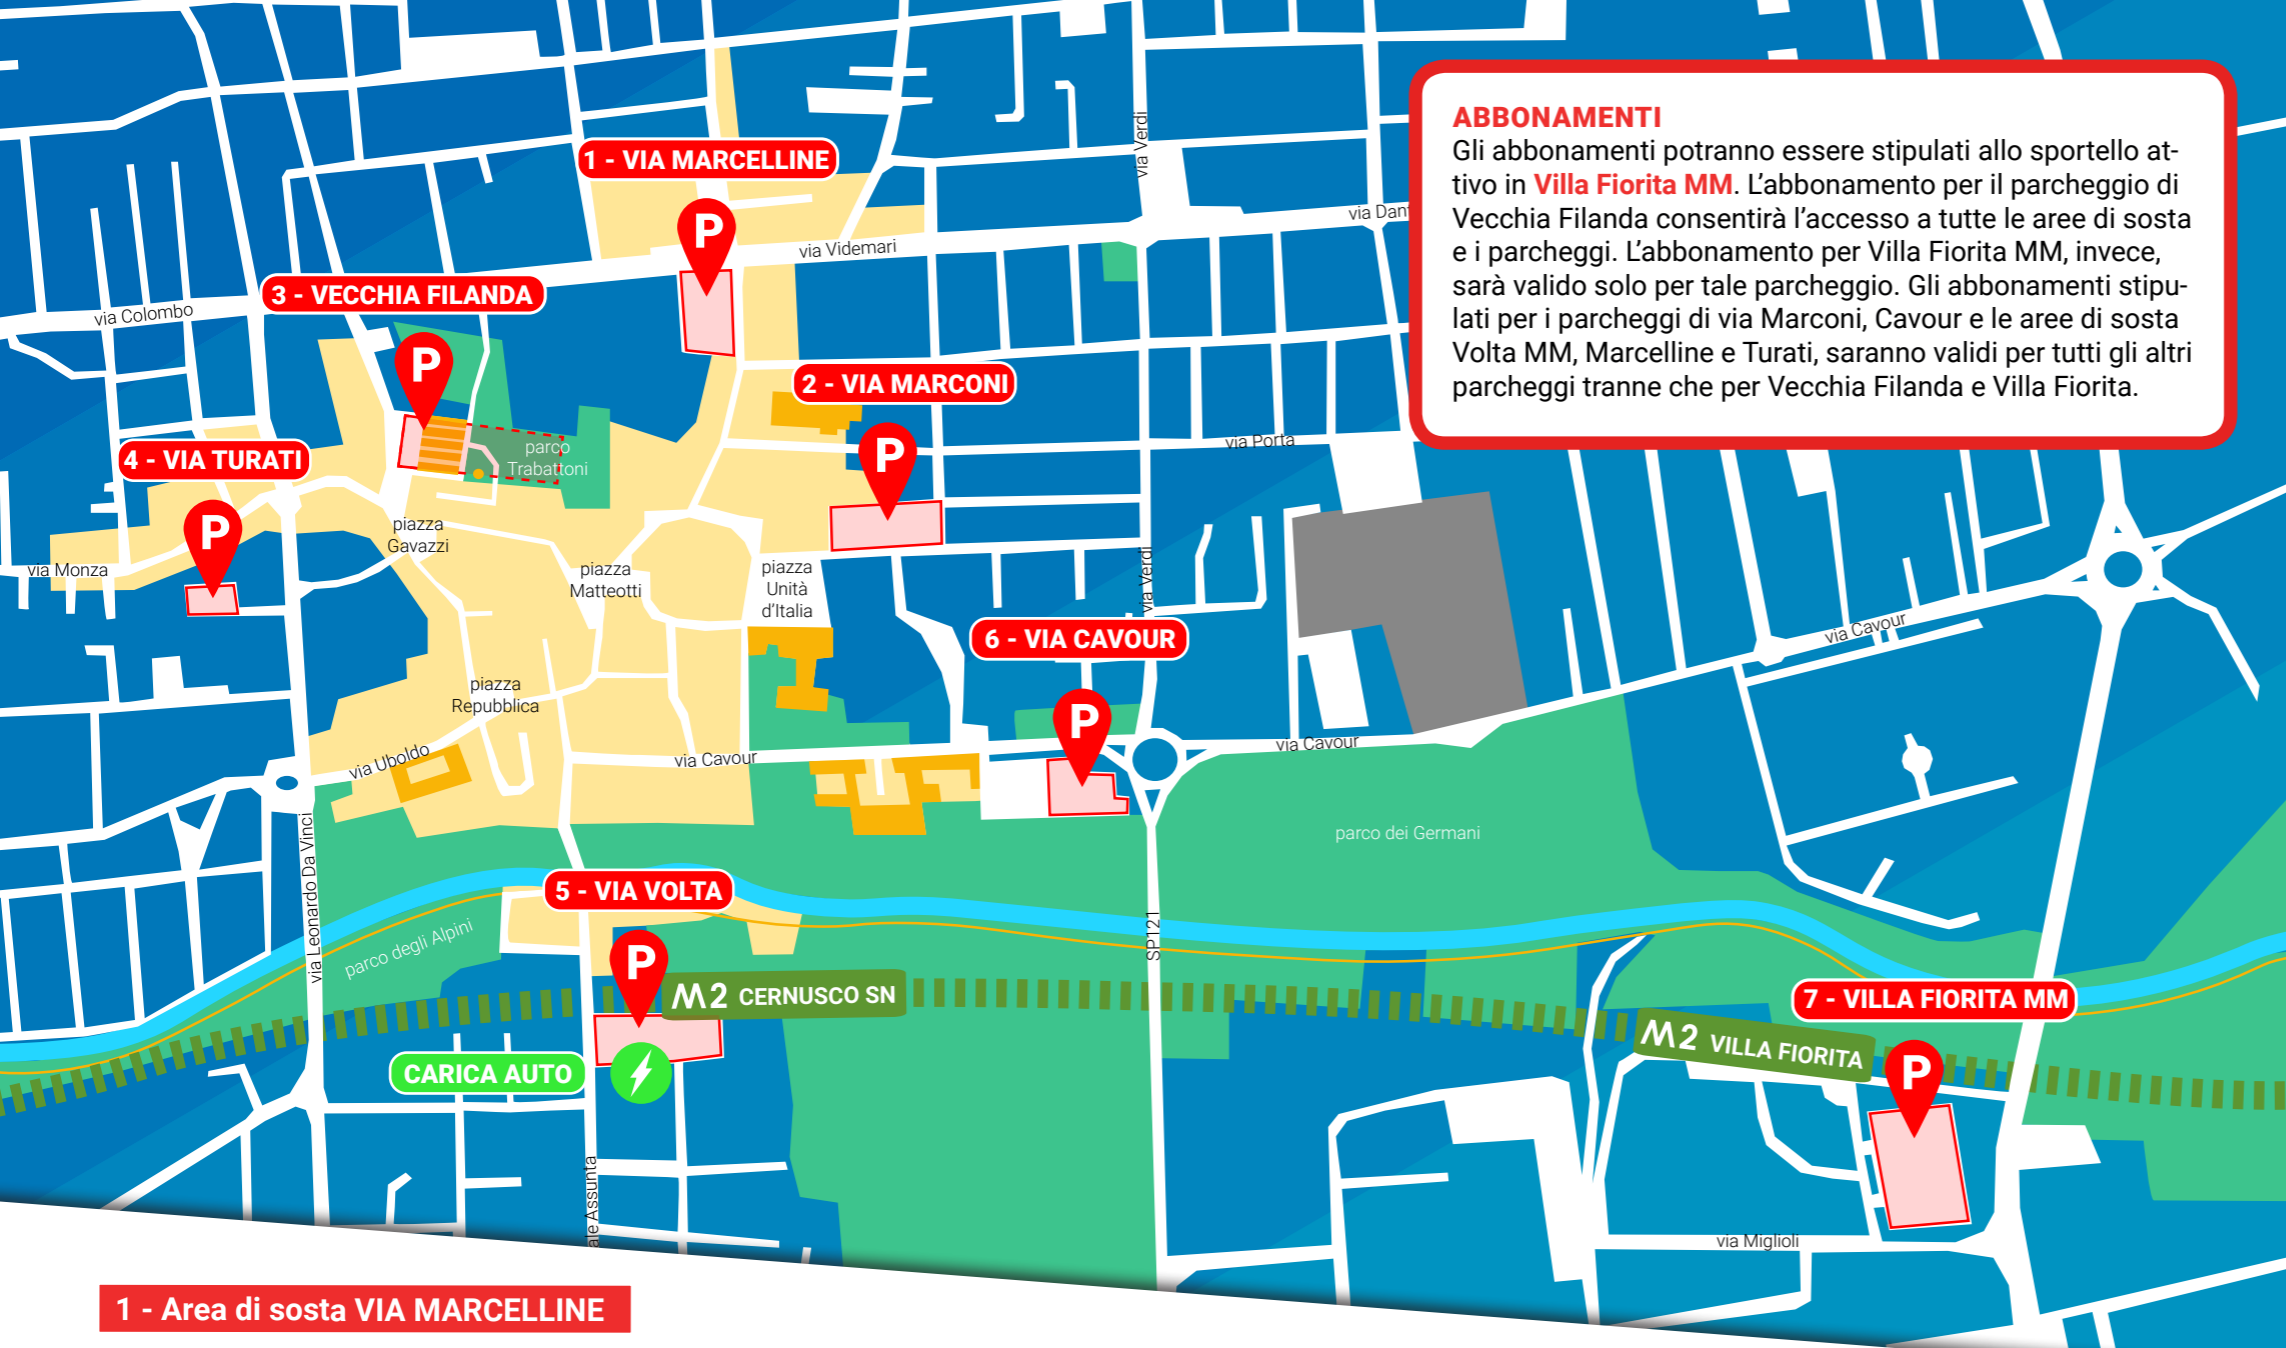 ABBONAMENTI
Gli abbonamenti potranno essere stipulati allo sportello at-
tivo in Villa Fiorita MM. L'abbonamento per il parcheggio di
Vecchia Filanda consentirà l'accesso a tutte le aree di sosta
e i parcheggi. L'abbonamento per Villa Fiorita MM, invece,
sarà valido solo per tale parcheggio. Gli abbonamenti stipu-
lati per i parcheggi di via Marconi, Cavour e le aree di sosta
Volta MM, Marcelline e Turati, saranno validi per tutti gli altri
parcheggi tranne che per Vecchia Filanda e Villa Fiorita.
via Verdi
1 - VIA MARCELLINE
P
via Dant
via Videmari
3 - VECCHIA FILANDA
via Colombo
P
2 - VIA MARCONI
via Porta
parco
Trabattoni
4 - VIA TURATI
P
P
piazza
Gavazzi
via Monza
piazza
Matteotti
piazza
Unità
d'Italia
via Verdi
6 - VIA CAVOUR
via Cavour
piazza
Repubblica
P
via Uboldo
via Cavour
via Cavour
parco dei Germani
via Leonardo Da Vinci
5 - VIA VOLTA
parco degli Alpini
SP121
P
M2 CERNUSCO SN
7 - VILLA FIORITA MM
M2 VILLA FIORITA
P
CARICA AUTO
ale Assunta
via Miglioli
1 - Area di sosta VIA MARCELLINE